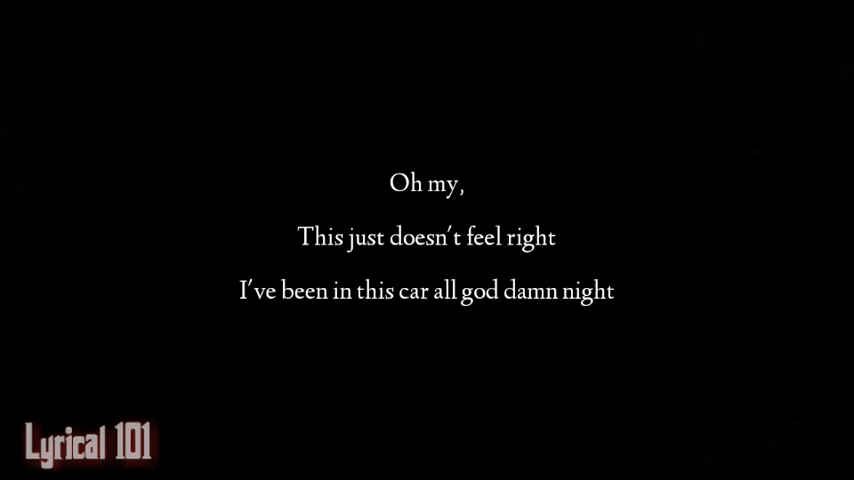 Oh my,
This just doesn't feel right
I've been in this car all god damn night
Lyrical 101